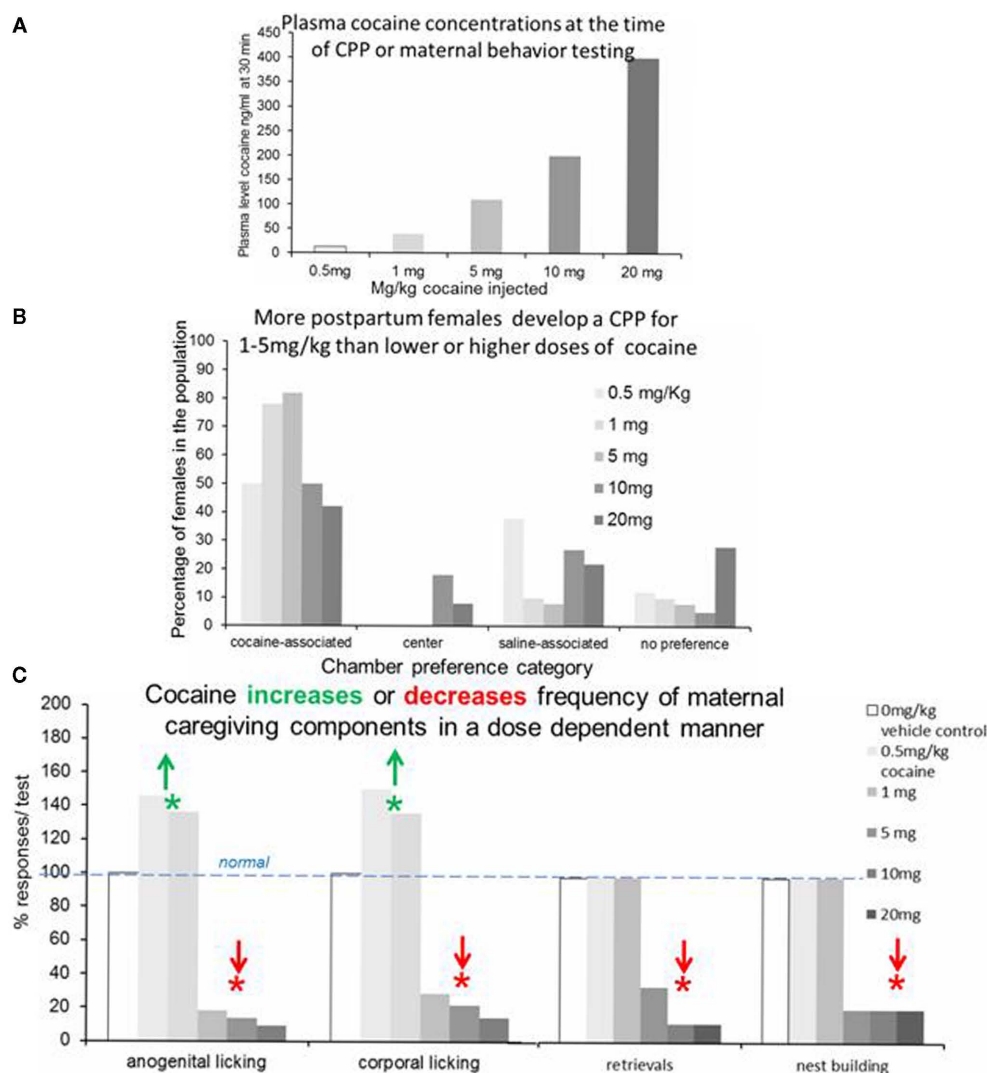 A
Plasma cocaine concentrations at the time
of CPP or maternal behavior testing
Plasma level cocaine ng/ml at 30 min
450
400
350
300
250
200
150
100
50
0
0.5mg 1 mg 5 mg 10 mg 20 mg
Mg/kg cocaine injected
B
More postpartum females develop a CPP for
1-5mg/kg than lower or higher doses of cocaine
Percentage of females in the population
100
90
80
70
60
50
40
30
20
10
0
0.5 mg/Kg
1 mg
5 mg
10mg
20mg
cocaine-associated center saline-associated no preference
Chamber preference category
C
Cocaine increases or decreases frequency of maternal
caregiving components in a dose dependent manner
% responses/ test
200
180
160
140
120
100
80
60
40
20
0
* * * * * *
normal
0mg/kg
vehicle control
0.5mg/kg
cocaine
1 mg
5 mg
10mg
20mg
anogenital licking corporal licking retrievals nest building